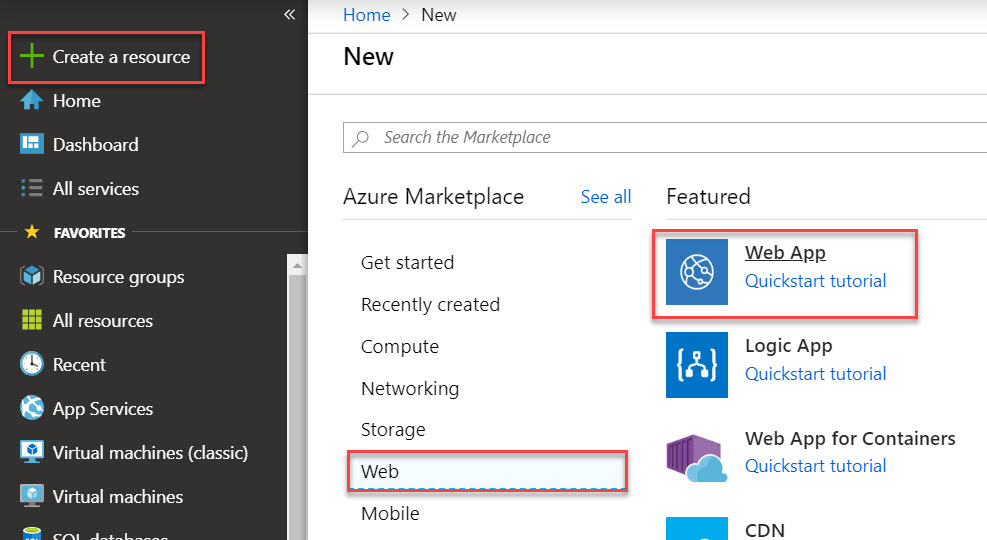 «
Create a resource
Home
Dashboard
All services
FAVORITES
Resource groups
All resources
Recent
App Services
Virtual machines (classic)
Virtual machines
SQL databases
Home > New
New
Search the Marketplace
Azure Marketplace
See all
Get started
Recently created
Compute
Networking
Storage
Web
Mobile
Featured
Web App
Quickstart tutorial
Logic App
Quickstart tutorial
Web App for Containers
Quickstart tutorial
CDN